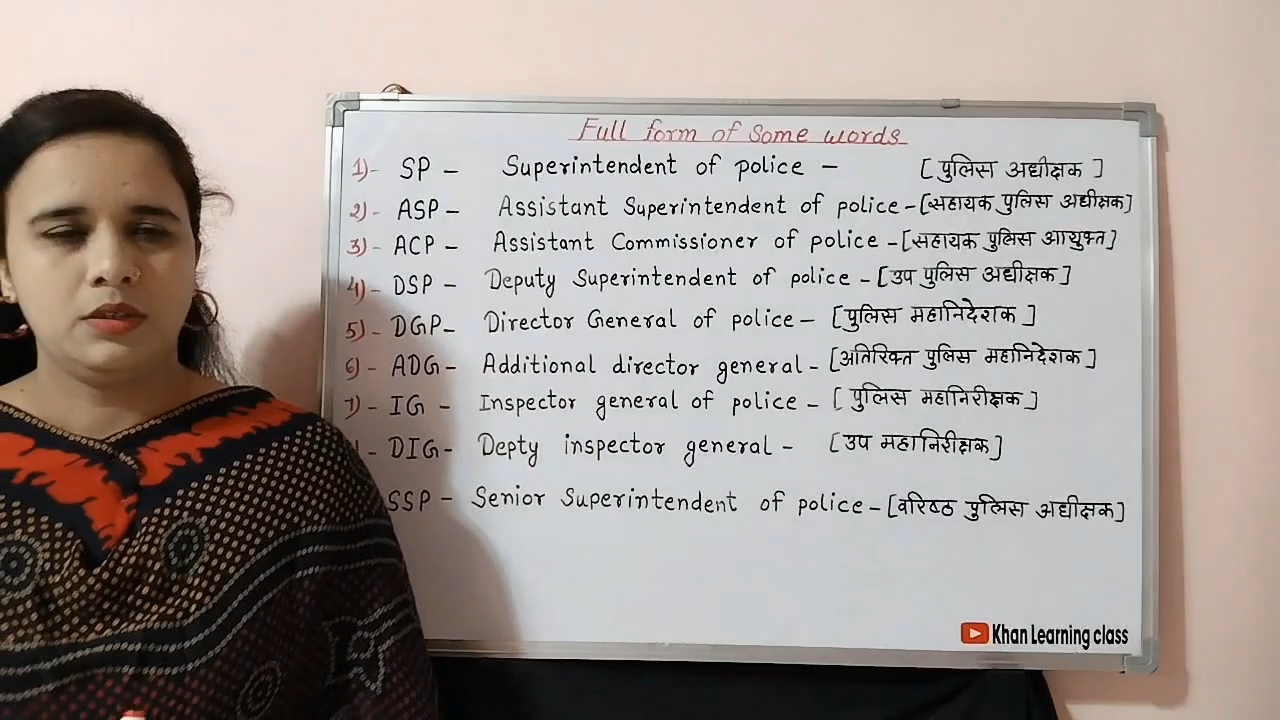 Full form of Some words
1)- SP - Superintendent of police - [पुलिस अधीक्षक]
2)- ASP - Assistant Superintendent of police - [सहायक पुलिस अधीक्षक]
3)- ACP - Assistant Commissioner of police - [सहायक पुलिस आयुक्त]
4)- DSP - Deputy Superintendent of police - [उप पुलिस अधीक्षक]
5)- DGP - Director General of police - [पुलिस महानिदेशक]
6)- ADG - Additional director general - [अतिरिक्त पुलिस महानिदेशक]
7)- IG - Inspector general of police - [पुलिस महानिरीक्षक]
DIG - Depty inspector general - [उप महानिरीक्षक]
SSP - Senior Superintendent of police - [वरिष्ठ पुलिस अधीक्षक]
Khan Learning class